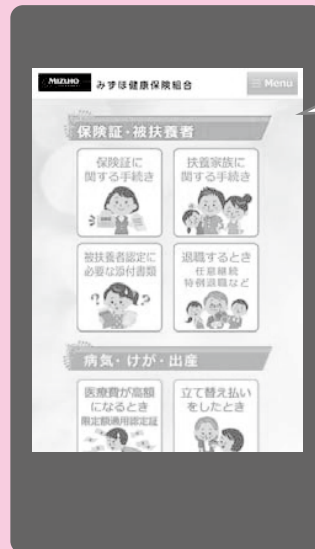 MIZUHO みずほ健康保険組合
Menu
保険証・被扶養者
保険証に
関する手続き
扶養家族に
関する手続き
被扶養者認定に
必要な添付書類
退職するとき
任意継続
特例退職など
病気・けが・出産
医療費が高額
になるとき
限定額適用認定証
立て替え払い
をしたとき